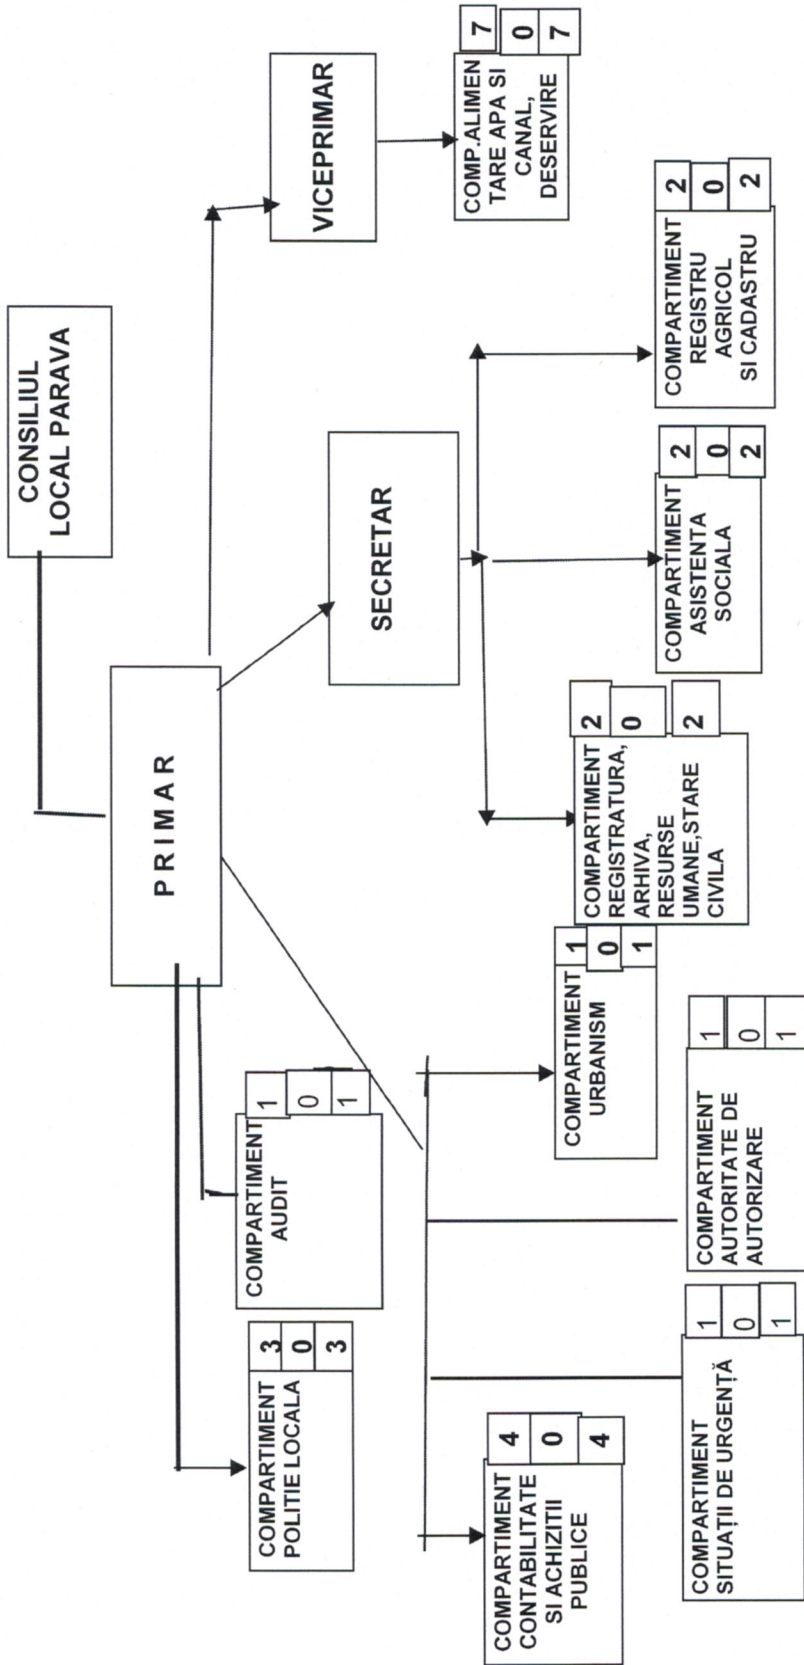 CONSILIUL
LOCAL PARAVA
PRIMAR
VICEPRIMAR
SECRETAR
COMP.ALIMEN
TARE APA SI
CANAL,
DESERVIRE
7
0
7
COMPARTIMENT
POLITIE LOCALA
3
0
3
COMPARTIMENT
AUDIT
1
0
1
COMPARTIMENT
CONTABILITATE
SI ACHIZITII
PUBLICE
4
0
4
COMPARTIMENT
URBANISM
1
0
1
COMPARTIMENT
REGISTRATURA,
ARHIVA,
RESURSE
UMANE,STARE
CIVILA
2
0
2
COMPARTIMENT
ASISTENTA
SOCIALA
2
0
2
COMPARTIMENT
REGISTRU
AGRICOL
SI CADASTRU
2
0
2
COMPARTIMENT
SITUAȚII DE URGENȚĂ
1
0
1
COMPARTIMENT
AUTORITATE DE
AUTORIZARE
1
0
1